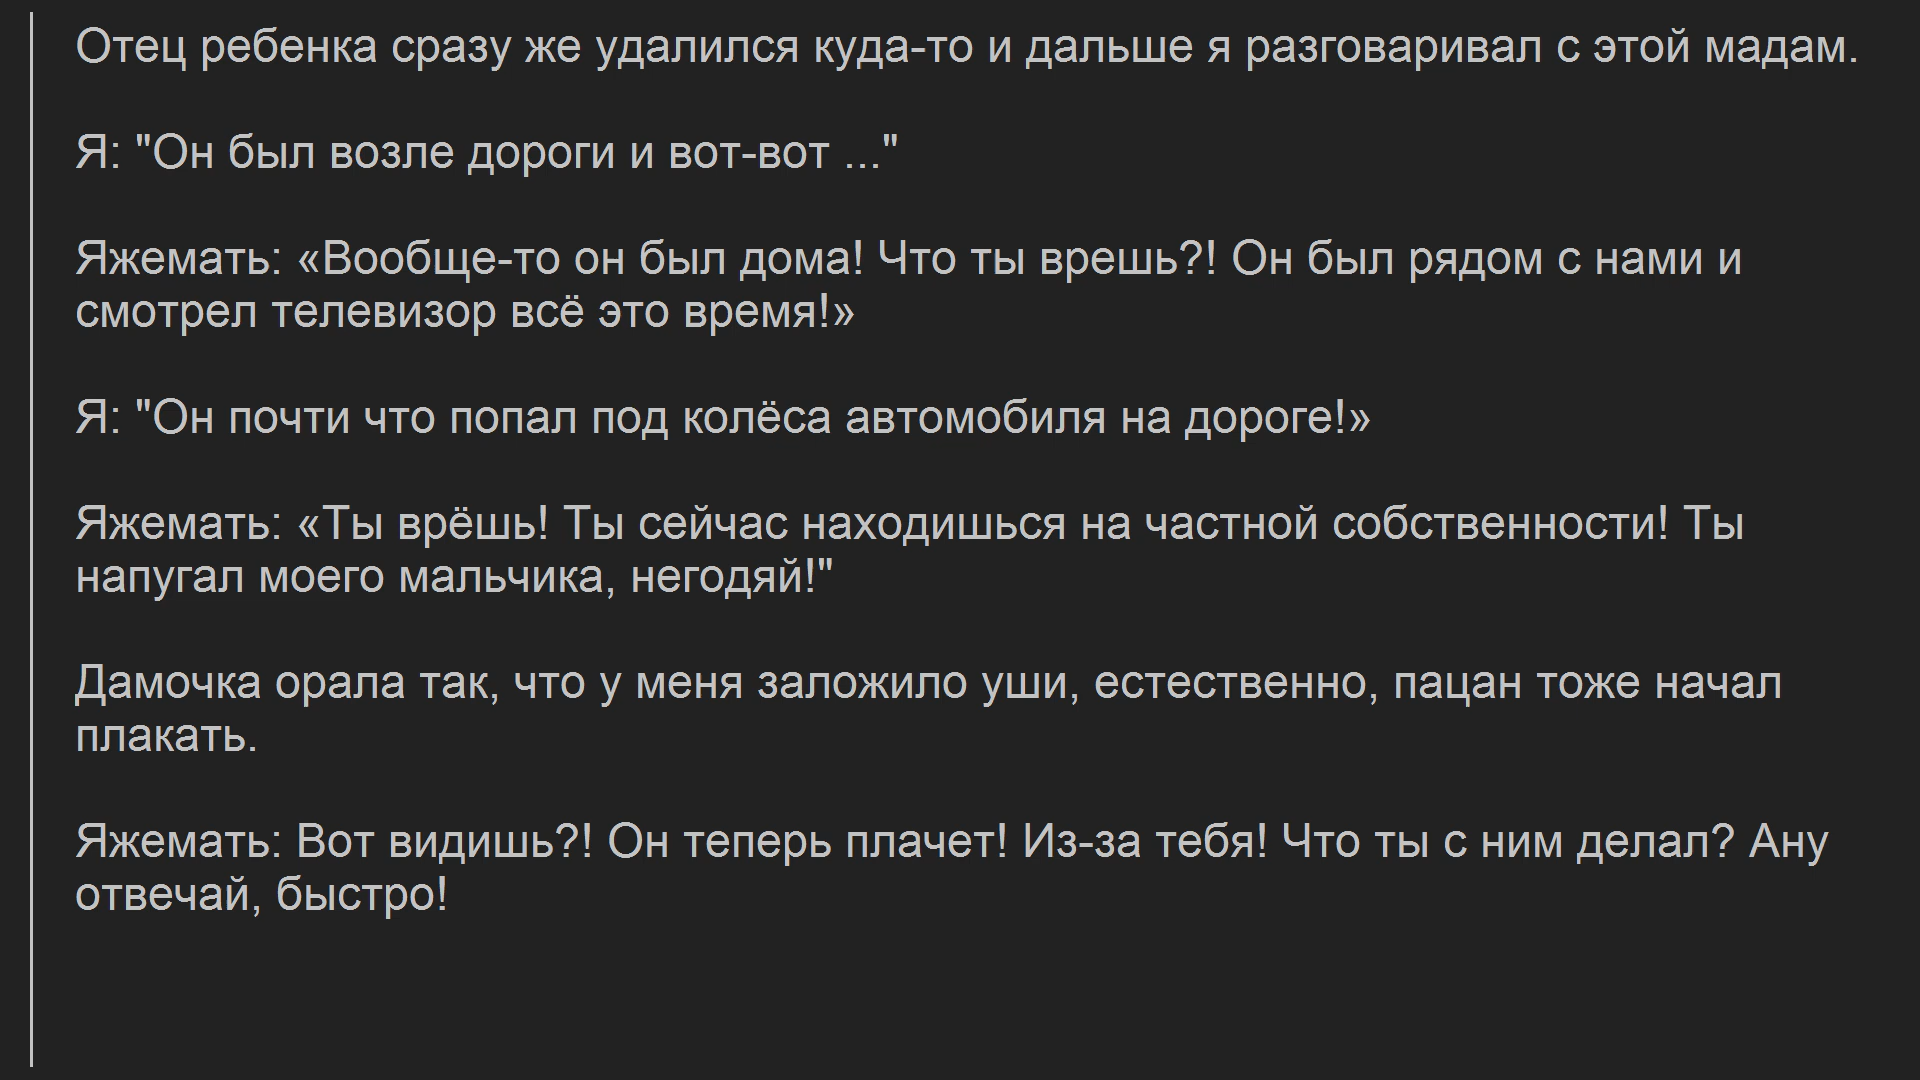 Отец ребенка сразу же удалился куда-то и дальше я разговаривал с этой мадам.
Я: "Он был возле дороги и вот-вот ..."
Яжемать: «Вообще-то он был дома! Что ты врешь?! Он был рядом с нами и
смотрел телевизор всё это время!»
Я: "Он почти что попал под колёса автомобиля на дороге!»
Яжемать: «Ты врёшь! Ты сейчас находишься на частной собственности! Ты
напугал моего мальчика, негодяй!"
Дамочка орала так, что у меня заложило уши, естественно, пацан тоже начал
плакать.
Яжемать: Вот видишь?! Он теперь плачет! Из-за тебя! Что ты с ним делал? Ану
отвечай, быстро!